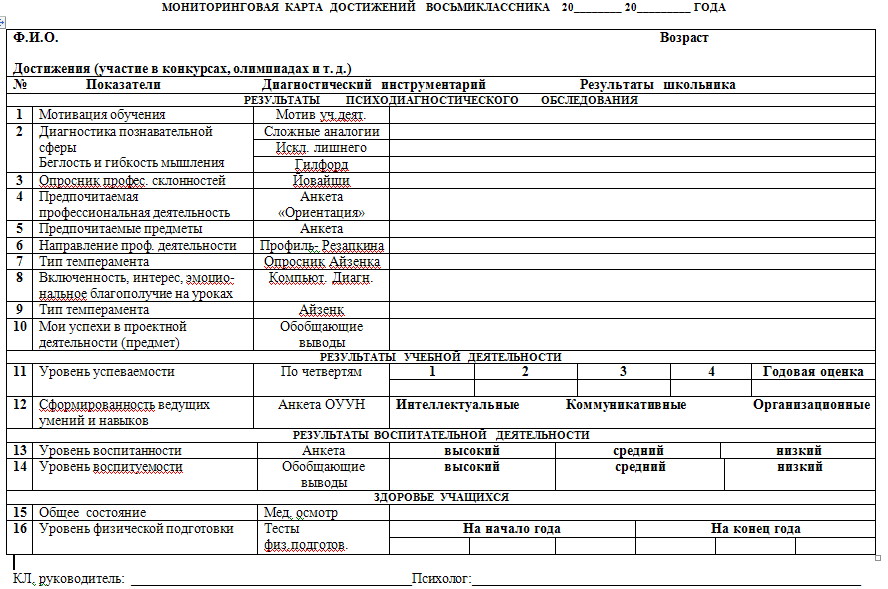 МОНИТОРИНГОВАЯ КАРТА ДОСТИЖЕНИЙ ВОСЬМИКЛАССНИКА 20________ 20_________ ГОДА
Ф.И.О. Возраст
Достижения (участие в конкурсах, олимпиадах и т. д.)
№ Показатели Диагностический инструментарий Результаты школьника
РЕЗУЛЬТАТЫ ПСИХОДИАГНОСТИЧЕСКОГО ОБСЛЕДОВАНИЯ
1 Мотивация обучения Мотив уч.деят.
2 Диагностика познавательной Сложные аналогии
сферы Искл. лишнего
Беглость и гибкость мышления Гилфорд
3 Опросник профес. склонностей Йовайши
4 Предпочитаемая Анкета
профессиональная деятельность «Ориентация»
5 Предпочитаемые предметы Анкета
6 Направление проф. деятельности Профиль- Резапкина
7 Тип темперамента Опросник Айзенка
8 Включенность, интерес, эмоцио- Компьют. Диагн.
нальное благополучие на уроках
9 Тип темперамента Айзенк
10 Мои успехи в проектной Обобщающие
деятельности (предмет) выводы
РЕЗУЛЬТАТЫ УЧЕБНОЙ ДЕЯТЕЛЬНОСТИ
11 Уровень успеваемости По четвертям 1 2 3 4 Годовая оценка
12 Сформированность ведущих Анкета ОУУН Интеллектуальные Коммуникативные Организационные
умений и навыков
РЕЗУЛЬТАТЫ ВОСПИТАТЕЛЬНОЙ ДЕЯТЕЛЬНОСТИ
13 Уровень воспитанности Анкета высокий средний низкий
14 Уровень воспитуемости Обобщающие высокий средний низкий
выводы
ЗДОРОВЬЕ УЧАЩИХСЯ
15 Общее состояние Мед, осмотр
16 Уровень физической подготовки Тесты На начало года На конец года
физ.подготов.
КЛ, руководитель: ________________________________________Психолог:________________________________________________________